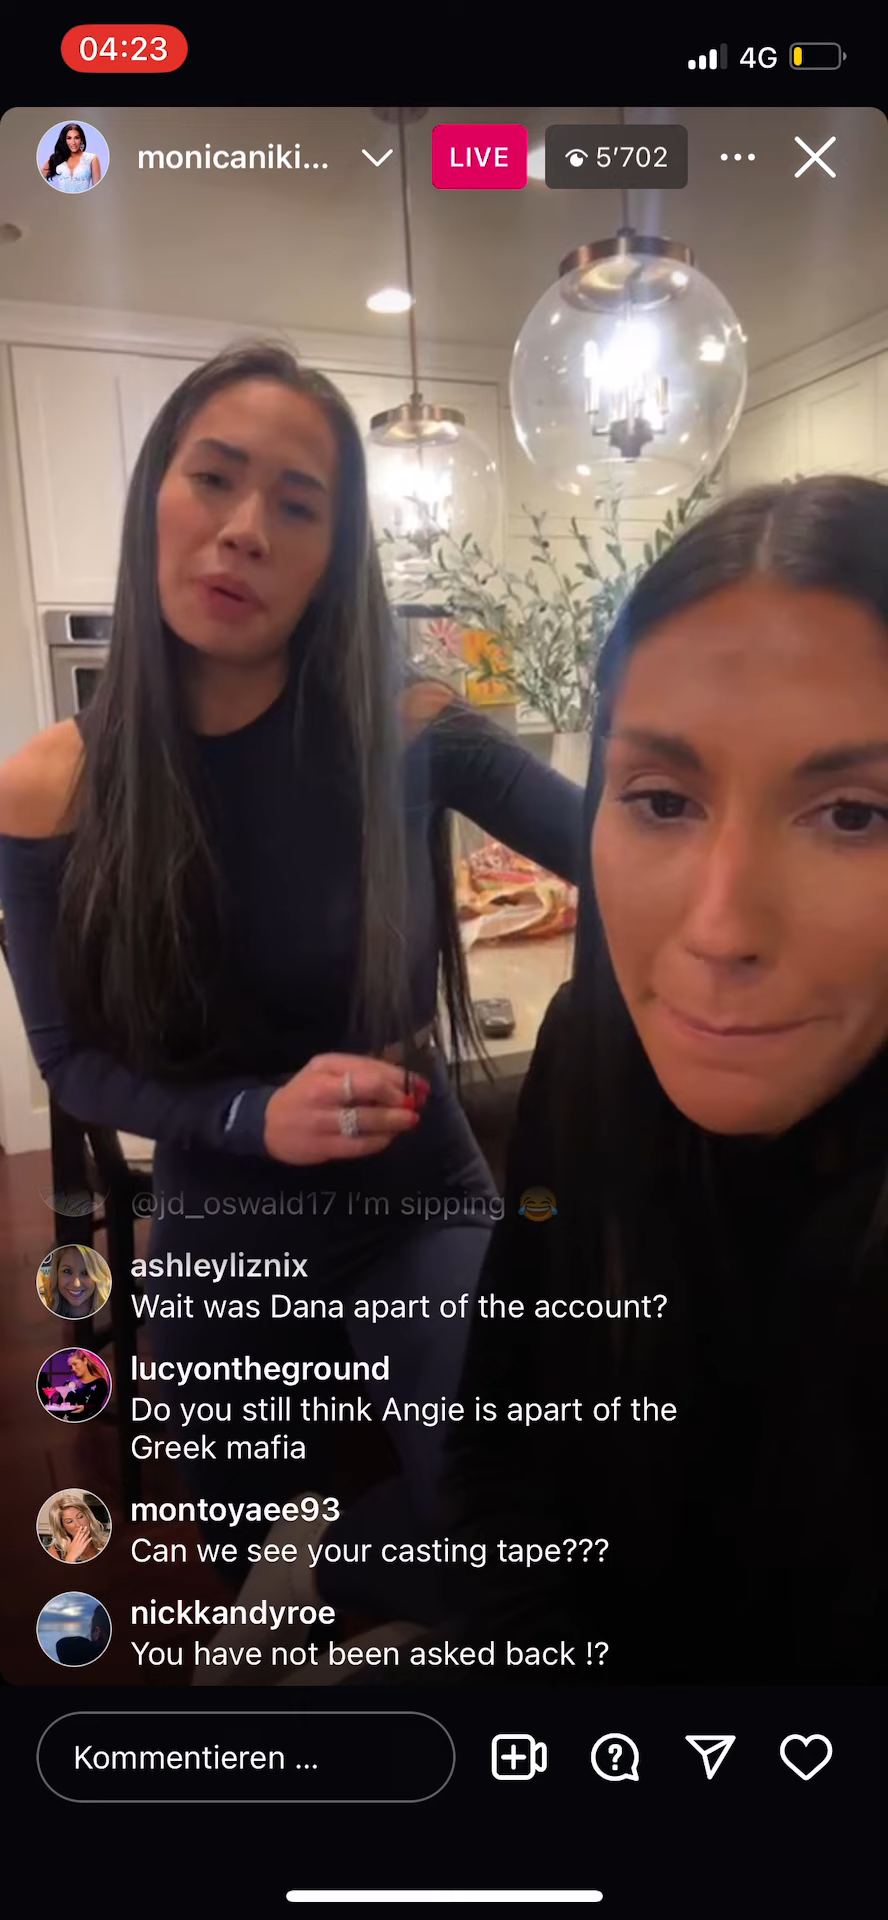 04:23
4G
monicaniki...
LIVE
5'702
@jd_oswald17 I'm sipping 😂
ashleyliznix
Wait was Dana apart of the account?
lucyontheground
Do you still think Angie is apart of the
Greek mafia
montoyaee93
Can we see your casting tape???
nickkandyroe
You have not been asked back !?
Kommentieren ...